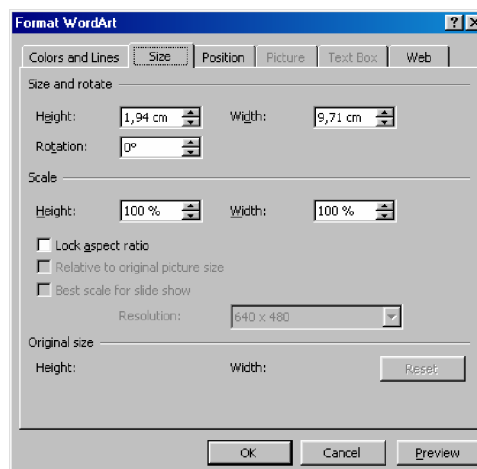 Format WordArt
Colors and Lines Size Position Picture Text Box Web
Size and rotate
Height: 1,94 cm Width: 9,71 cm
Rotation: 0°
Scale
Height: 100 % Width: 100 %
Lock aspect ratio
Relative to original picture size
Best scale for slide show
Resolution: 640 x 480
Original size
Height: Width: Reset
OK Cancel Preview